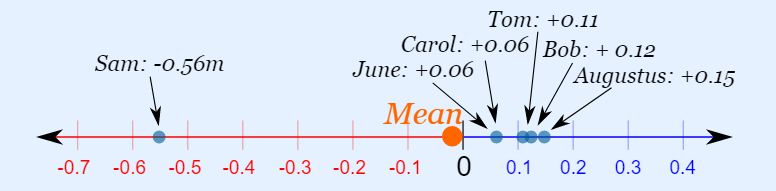 Tom: +0.11
Carol: +0.06
Bob: + 0.12
Sam: -0.56m
June: +0.06
Augustus: +0.15
Mean
-0.7 -0.6 -0.5 -0.4 -0.3 -0.2 -0.1 0 0.1 0.2 0.3 0.4